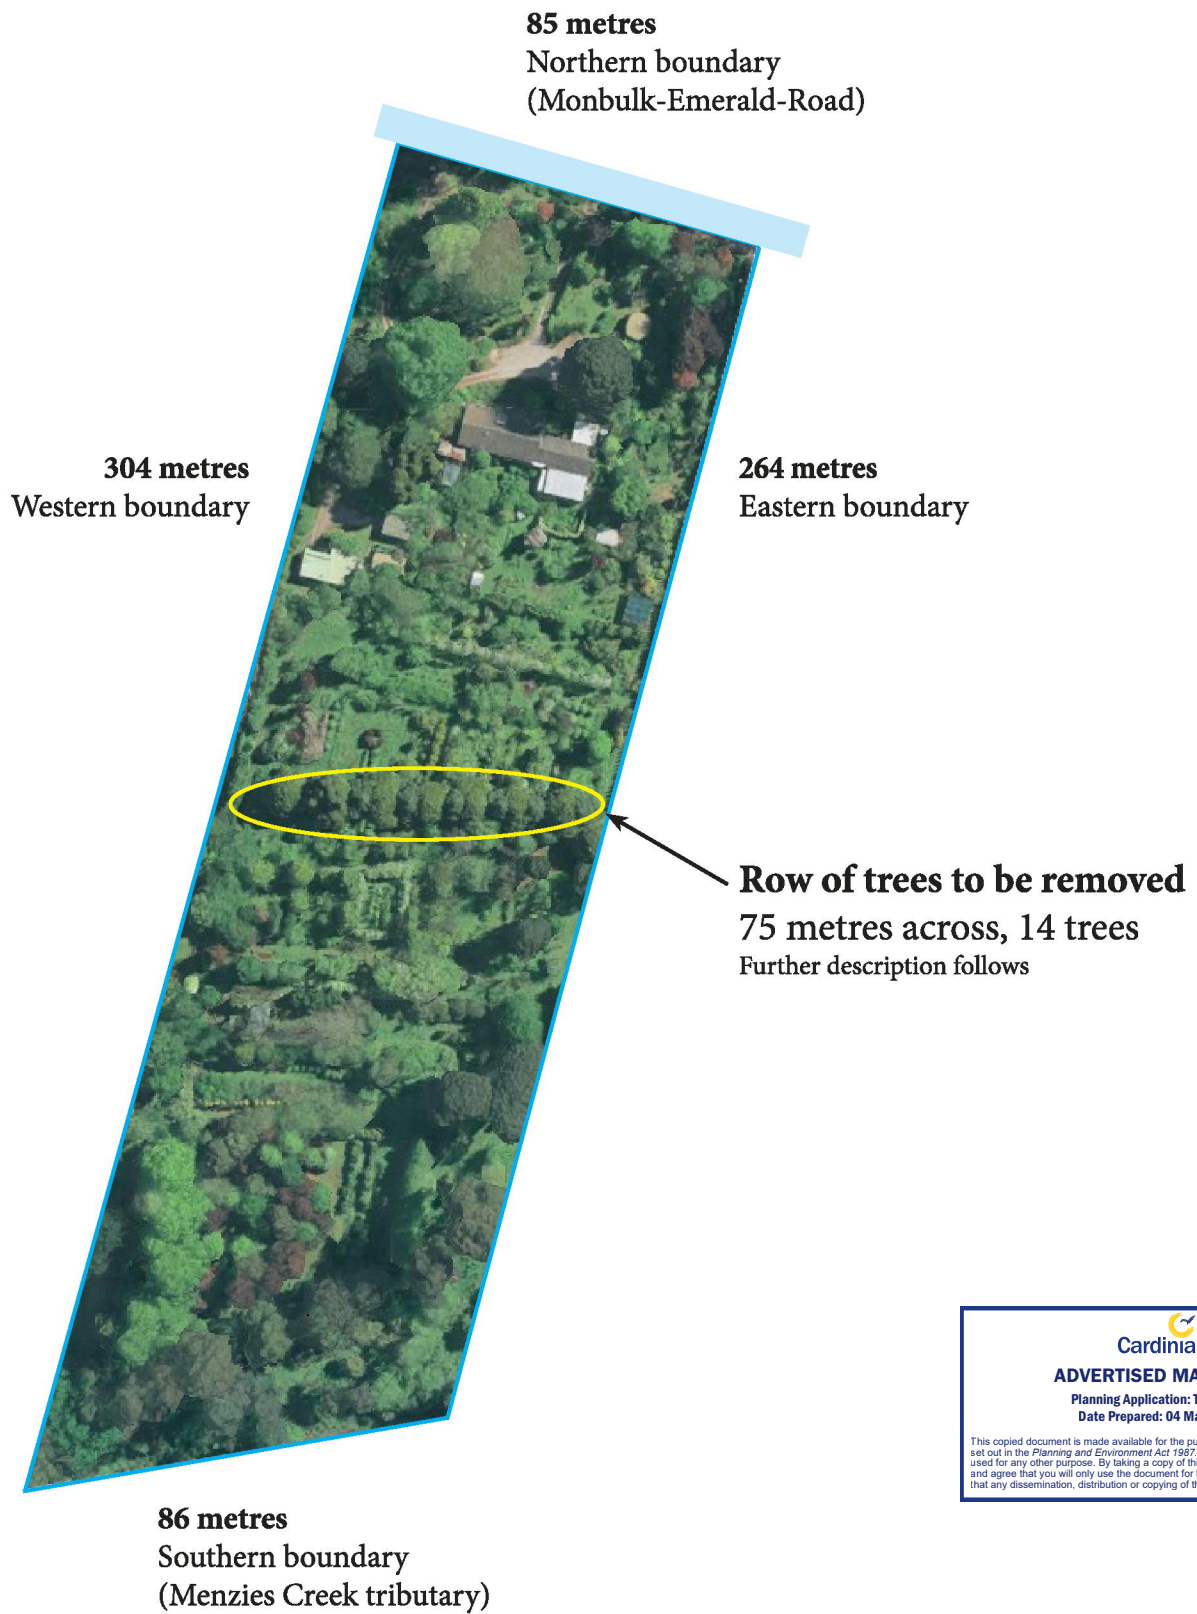 85 metres
Northern boundary
(Monbulk-Emerald-Road)
304 metres
Western boundary
264 metres
Eastern boundary
Row of trees to be removed
75 metres across, 14 trees
Further description follows
86 metres
Southern boundary
(Menzies Creek tributary)
Cardinia
ADVERTISED
Planning Application:
Date Prepared: 04
This copied document is made available for the
set out in the Planning and Environment Act 1987.
used for any other purpose. By taking a copy of
and agree that you will only use the document for
that any dissemination, distribution or copying of